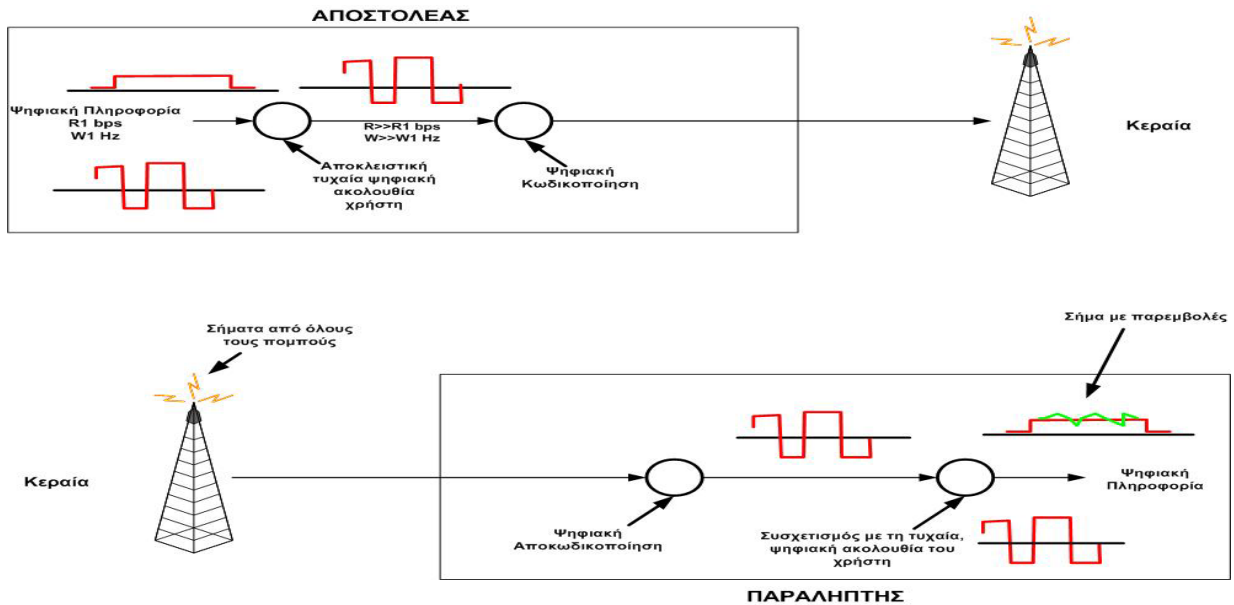 ΑΠΟΣΤΟΛΕΑΣ
Ψηφιακή Πληροφορία
R1 bps
W1 Hz
R>>R1 bps
W>>W1 Hz
Αποκλειστική
τυχαία ψηφιακή
ακολουθία
χρήστη
Ψηφιακή
Κωδικοποίηση
Κεραία
Σήματα από όλους
τους πομπούς
Σήμα με παρεμβολές
Κεραία
Ψηφιακή
Αποκωδικοποίηση
Συσχετισμός με τη τυχαία,
ψηφιακή ακολουθία του
χρήστη
Ψηφιακή
Πληροφορία
ΠΑΡΑΛΗΠΤΗΣ